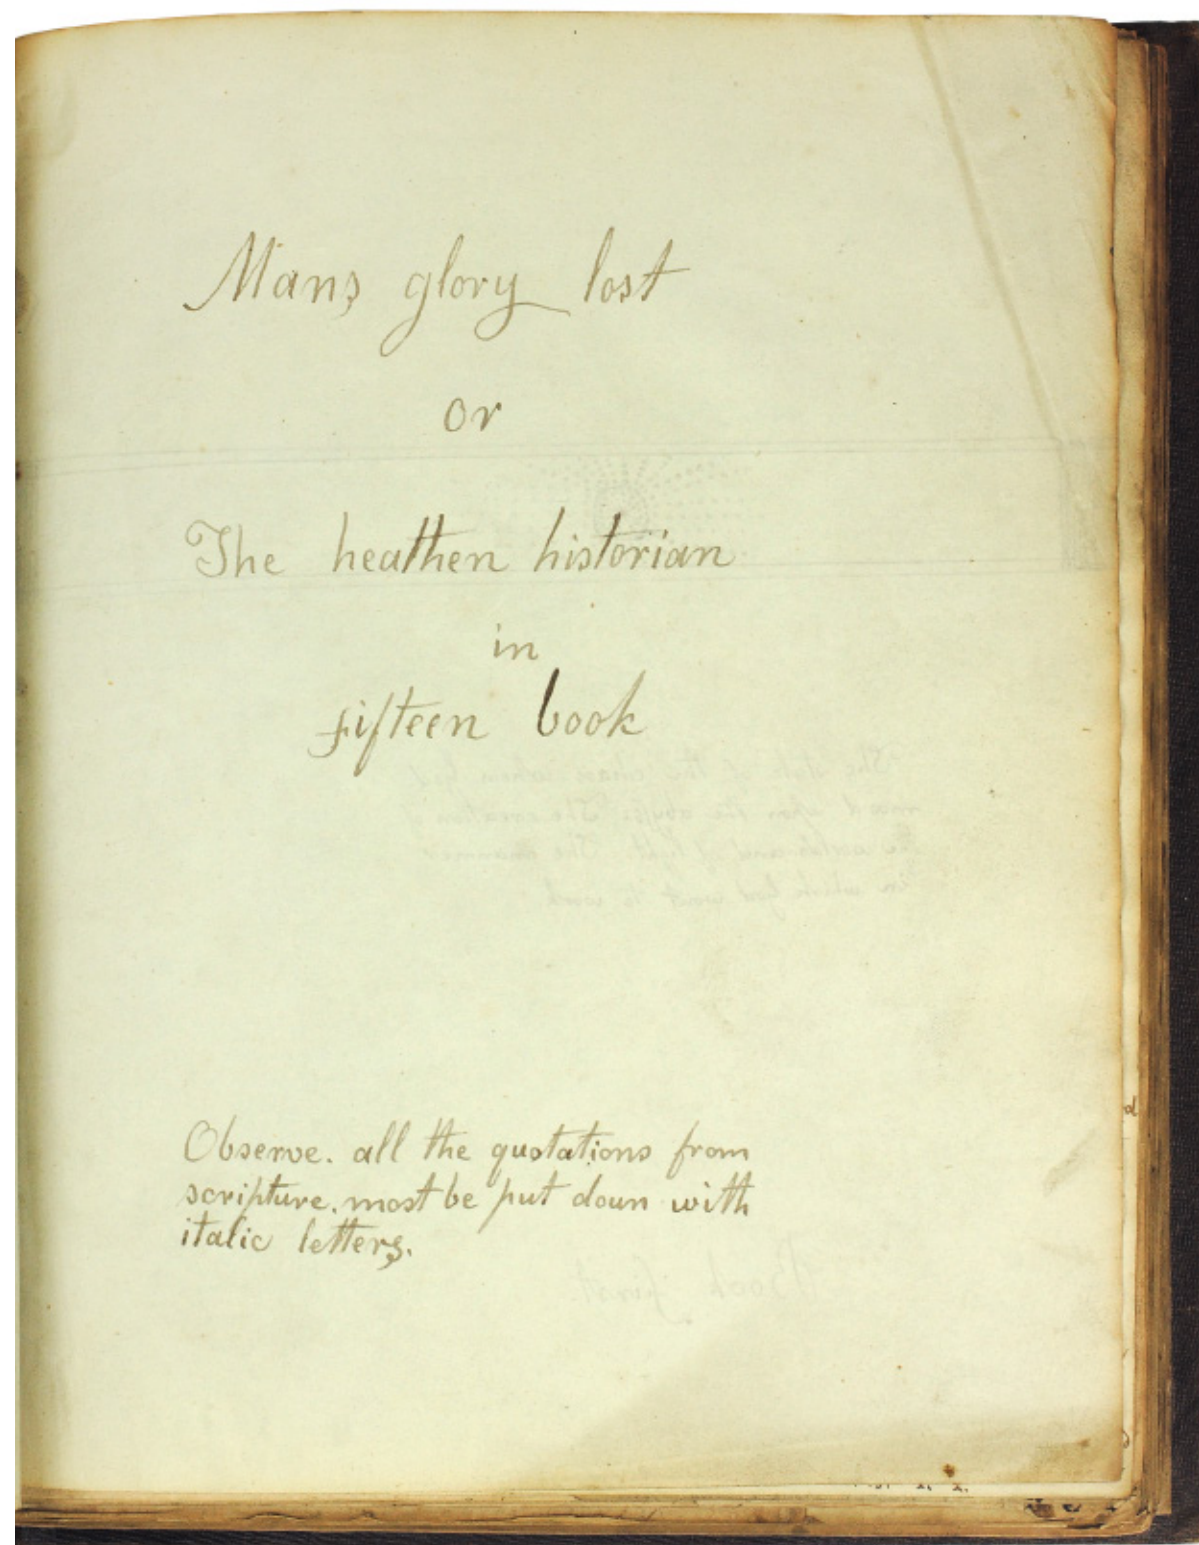 Mans glory lost
or
The heathen historian
in
fifteen book
Observe. all the quotations from
scripture. most be put down with
italic letters.